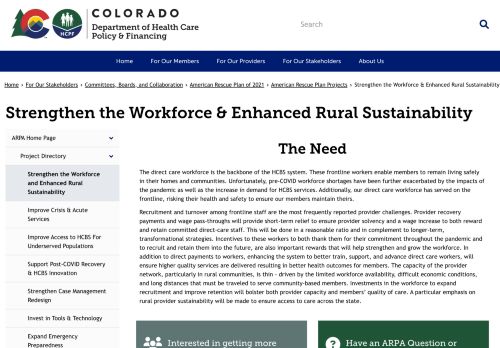 COLORADO
Department of Health Care
Policy & Financing
HCPF
Search
Home
For Our Members
For Our Providers
For Our Stakeholders
About Us
Home › For Our Stakeholders › Committees, Boards, and Collaboration › American Rescue Plan of 2021 › American Rescue Plan Projects › Strengthen the Workforce & Enhanced Rural Sustainability
Strengthen the Workforce & Enhanced Rural Sustainability
ARPA Home Page
Project Directory
Strengthen the Workforce
and Enhanced Rural
Sustainability
Improve Crisis & Acute
Services
Improve Access to HCBS For
Underserved Populations
Support Post-COVID Recovery
& HCBS Innovation
Strengthen Case Management
Redesign
Invest in Tools & Technology
Expand Emergency
Preparedness
The Need
The direct care workforce is the backbone of the HCBS system. These frontline workers enable members to remain living safely
in their homes and communities. Unfortunately, pre-COVID workforce shortages have been further exacerbated by the impacts of
the pandemic as well as the increase in demand for HCBS services. Additionally, our direct care workforce has served on the
frontline, risking their health and safety to ensure our members maintain theirs.
Recruitment and turnover among frontline staff are the most frequently reported provider challenges. Provider recovery
payments and wage pass-throughs will provide short-term relief to ensure provider solvency and a wage increase to both reward
and retain committed direct-care staff. This will be done in a reasonable ratio and in complement to longer-term,
transformational strategies. Incentives to these workers to both thank them for their commitment throughout the pandemic and
to recruit and retain them into the future, are also important rewards that will help strengthen and grow the workforce. In
addition to direct payments to workers, enhancing the system to better train, support, and advance direct care workers, will
ensure higher quality services are delivered resulting in better health outcomes for members. The capacity of the provider
network, particularly in rural communities, is thin - driven by the limited workforce availability, difficult economic conditions,
and long distances that must be traveled to serve community-based members. Investments in the workforce to expand
recruitment and improve retention will bolster both provider capacity and members’ quality of care. A particular emphasis on
rural provider sustainability will be made to ensure access to care across the state.
Interested in getting more
Have an ARPA Question or